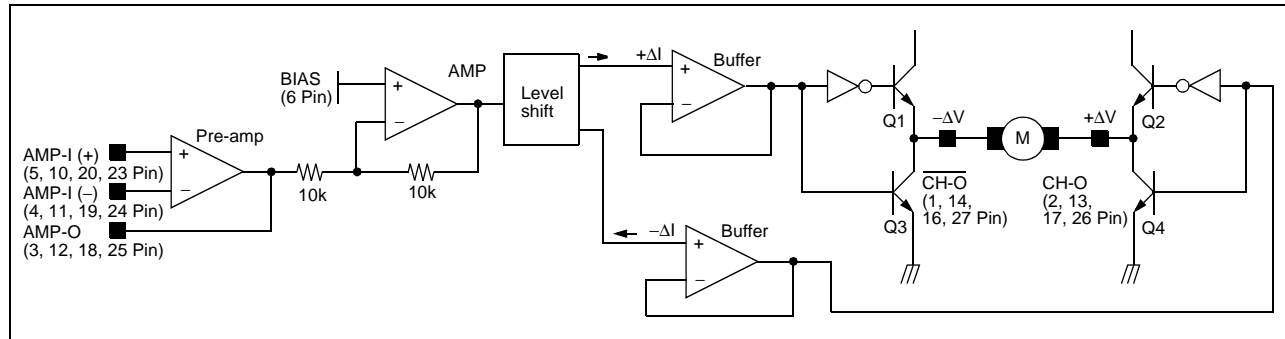 BIAS
(6 Pin)
AMP
+
−
Level
shift
+ΔI
Buffer
+
−
Q1
−ΔV
M
+ΔV
Q2
Pre-amp
AMP-I (+)
(5, 10, 20, 23 Pin)
+
AMP-I (−)
(4, 11, 19, 24 Pin)
−
AMP-O
(3, 12, 18, 25 Pin)
10k
10k
CH-O
(1, 14,
16, 27 Pin)
Q3
CH-O
(2, 13,
17, 26 Pin)
Q4
−ΔI
Buffer
+
−